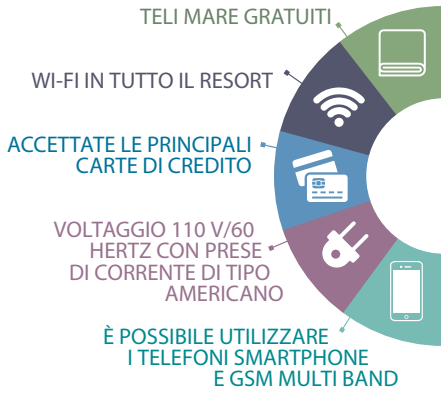 TELI MARE GRATUITI
WI-FI IN TUTTO IL RESORT
ACCETTATE LE PRINCIPALI
CARTE DI CREDITO
VOLTAGGIO 110 V/60
HERTZ CON PRESE
DI CORRENTE DI TIPO
AMERICANO
È POSSIBILE UTILIZZARE
I TELEFONI SMARTPHONE
E GSM MULTI BAND